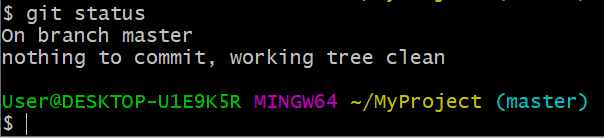 $ git status
On branch master
nothing to commit, working tree clean
User@DESKTOP-U1E9K5R MINGW64 ~/MyProject (master)
$